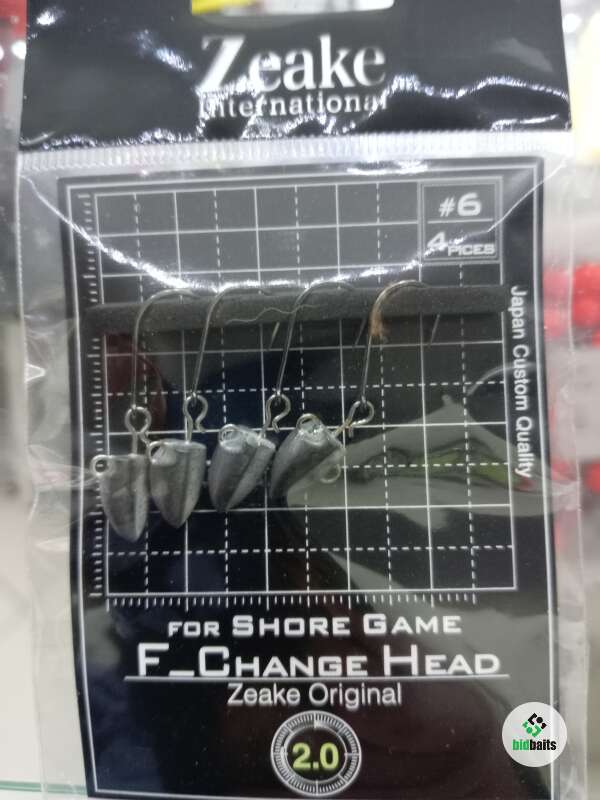 Zeake
International
#6
4 PICES
Japan Custom Quality
FOR SHORE GAME
F_CHANGE HEAD
Zeake Original
2.0
bidbaits